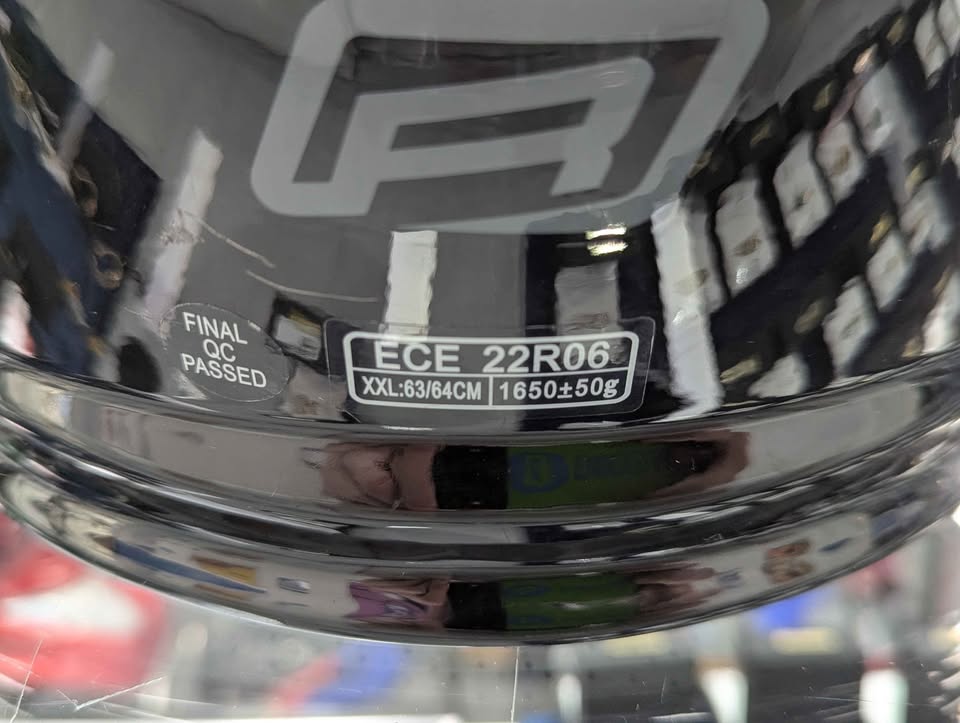 FINAL
QC
PASSED
ECE 22R06
XXL:63/64CM 1650±50g